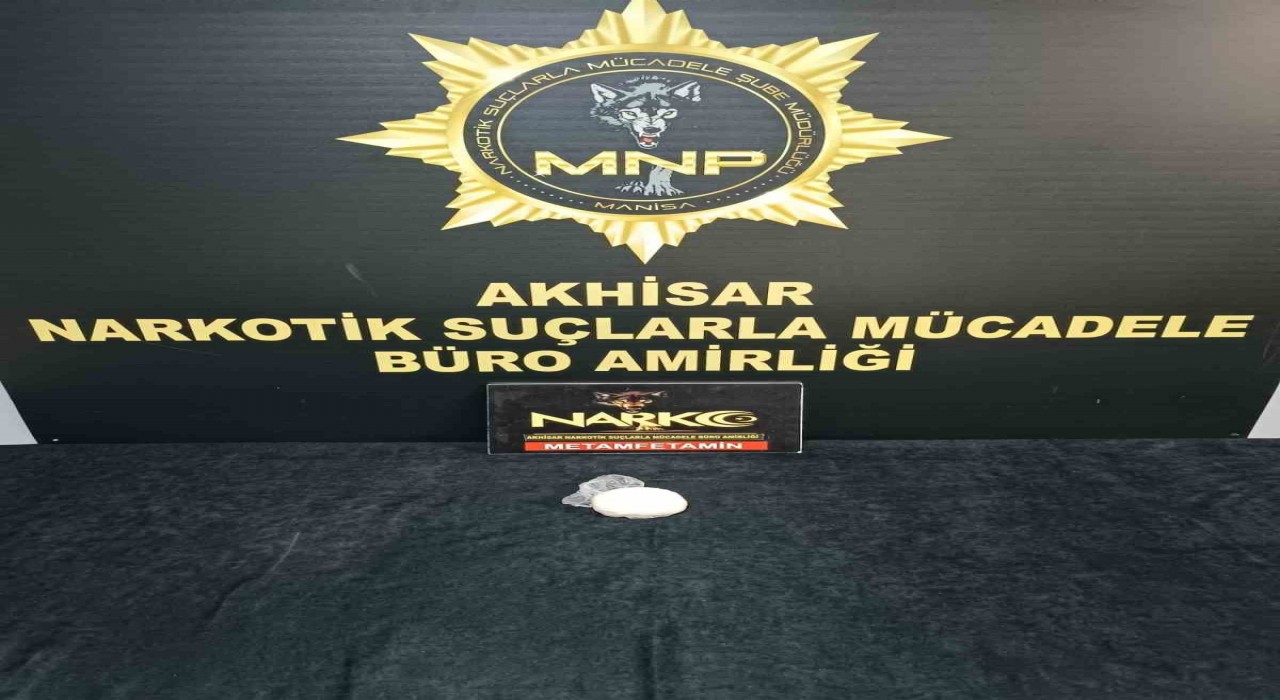 NARKOTİK SUÇLARLA MÜCADELE ŞUBE MÜDÜRLÜĞÜ
MNP
MANİSA
AKHİSAR
NARKOTİK SUÇLARLA MÜCADELE
BÜRO AMİRLİĞİ
NARKO
AKHİSAR NARKOTİK SUÇLARLA MÜCADELE BÜRO AMİRLİĞİ
METAMFETAMİN